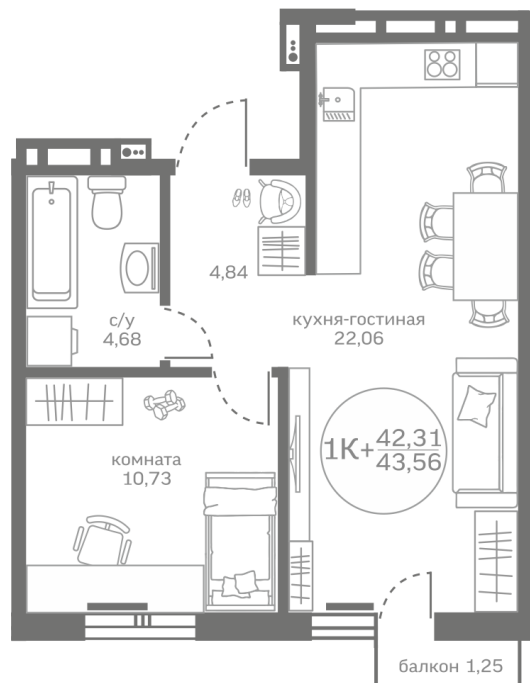 4,84
с/у
4,68
кухня-гостиная
22,06
1К+ 42,31
43,56
комната
10,73
балкон 1,25